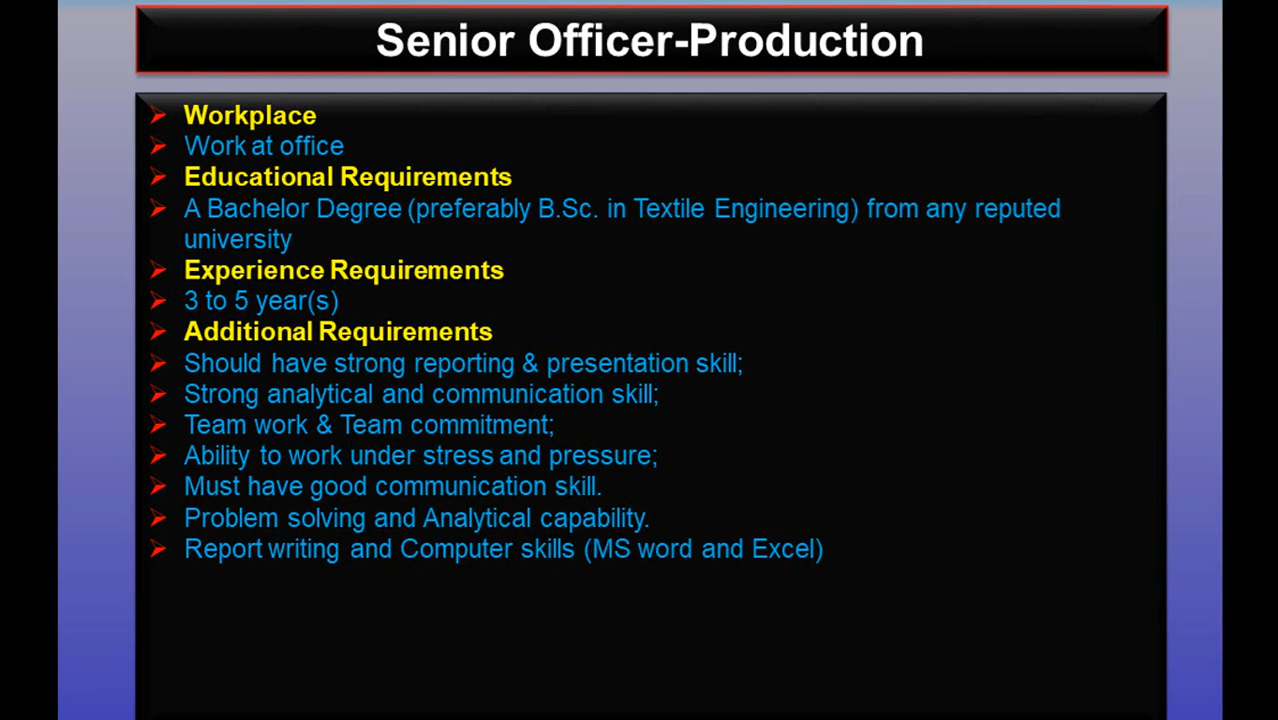 Senior Officer-Production
Workplace
Work at office
Educational Requirements
A Bachelor Degree (preferably B.Sc. in Textile Engineering) from any reputed
university
Experience Requirements
3 to 5 year(s)
Additional Requirements
Should have strong reporting & presentation skill;
Strong analytical and communication skill;
Team work & Team commitment;
Ability to work under stress and pressure;
Must have good communication skill.
Problem solving and Analytical capability.
Report writing and Computer skills (MS word and Excel)